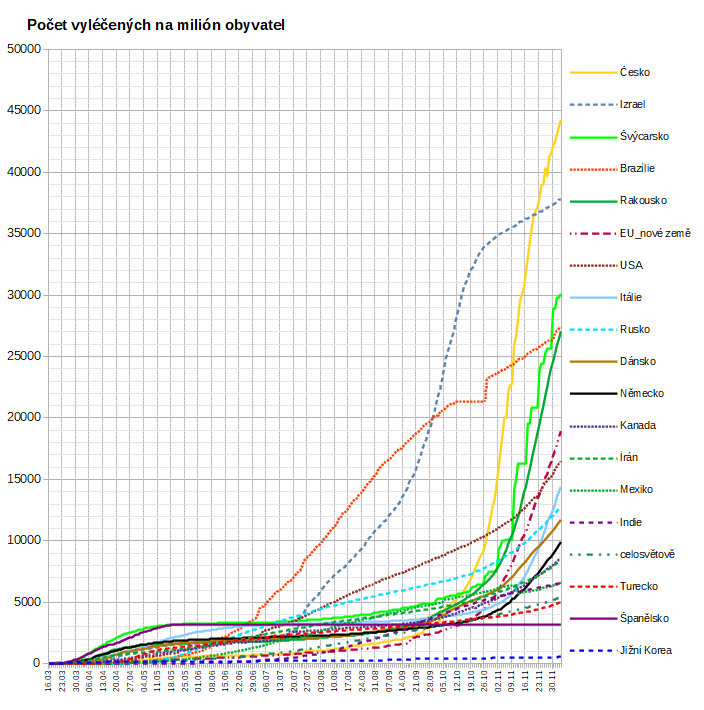 Počet vyléčených na milión obyvatel
50000
45000
40000
35000
30000
25000
20000
15000
10000
5000
0
Česko
Izrael
Švýcarsko
Brazílie
Rakousko
EU_nové země
USA
Itálie
Rusko
Dánsko
Německo
Kanada
Írán
Mexiko
Indie
celosvětově
Turecko
Španělsko
Jižní Korea
16.03
23.03
30.03
06.04
13.04
20.04
27.04
04.05
11.05
18.05
25.05
01.06
08.06
15.06
22.06
29.06
06.07
13.07
20.07
27.07
03.08
10.08
17.08
24.08
31.08
07.09
14.09
21.09
28.09
05.10
12.10
19.10
26.10
02.11
09.11
16.11
23.11
30.11